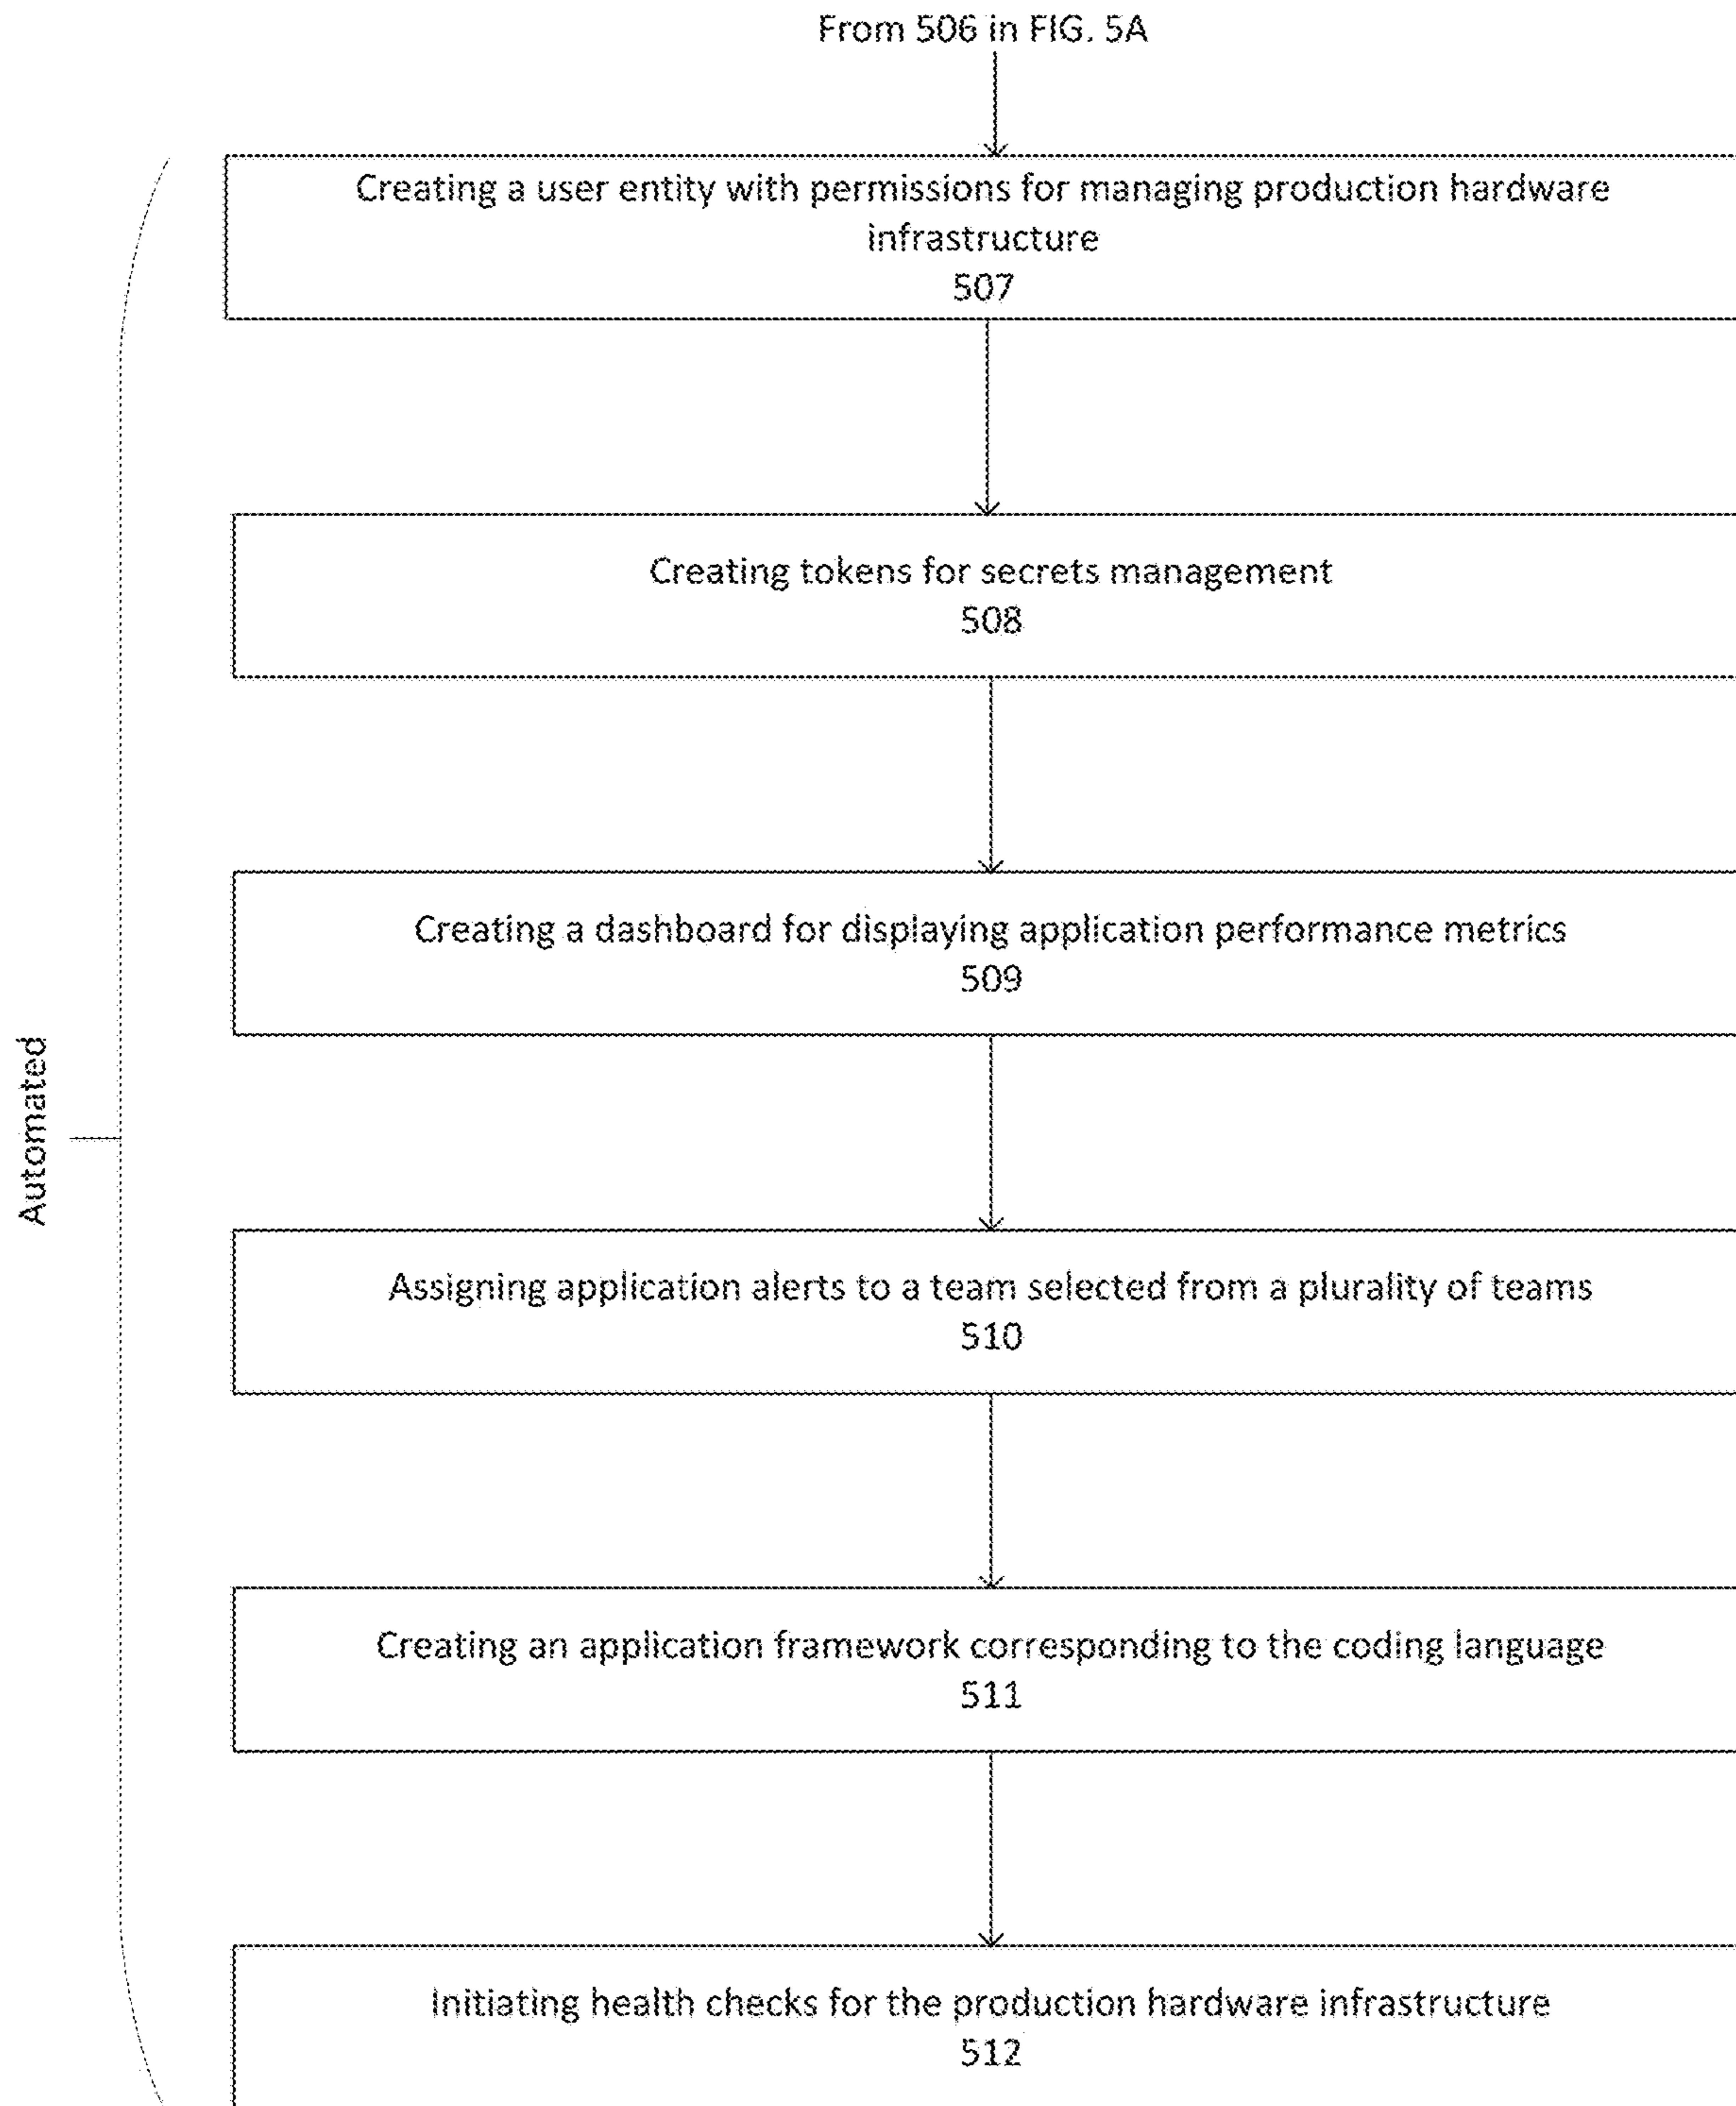 From 506 in FIG. 5A
Creating a user entity with permissions for managing production hardware
infrastructure
507
Creating tokens for secrets management
508
Creating a dashboard for displaying application performance metrics
509
Automated
Assigning application alerts to a team selected from a plurality of teams
510
Creating an application framework corresponding to the coding language
511
Initiating health checks for the production hardware infrastructure
512